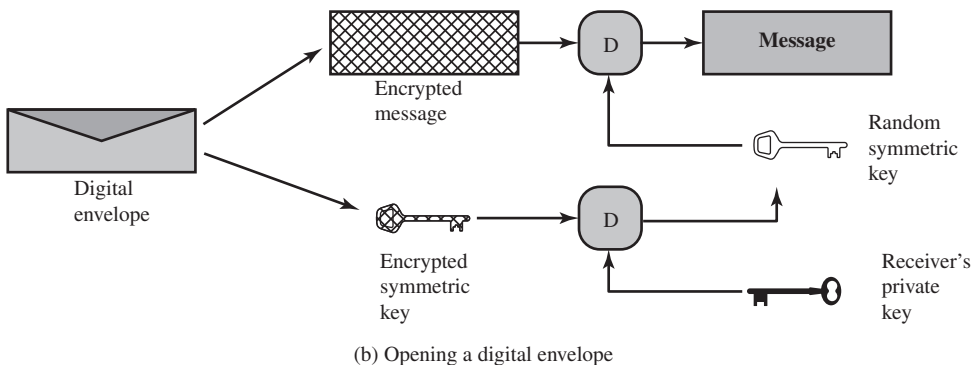 D
Message
Encrypted
message
Random
symmetric
key
Digital
envelope
D
Encrypted
symmetric
key
Receiver's
private
key
(b) Opening a digital envelope